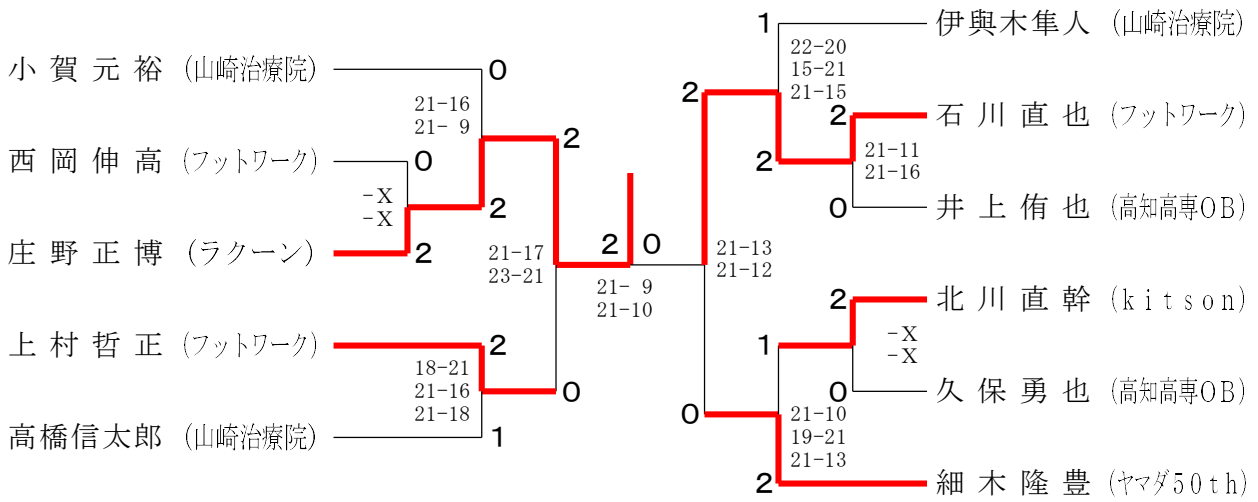 小賀元裕 (山崎治療院)
0
21-16
21- 9
西岡伸高 (フットワーク)
0
-X
-X
2
庄野正博 (ラクーン)
2
2
21-17
23-21
上村哲正 (フットワーク)
2
18-21
21-16
21-18
0
高橋信太郎 (山崎治療院)
1
2 0
21- 9
21-10
1
伊與木隼人 (山崎治療院)
22-20
15-21
21-15
2
2
石川直也 (フットワーク)
2
21-11
21-16
0
井上侑也 (高知高専OB)
21-13
21-12
2
北川直幹 (kitson)
1
-X
-X
0
久保勇也 (高知高専OB)
0
21-10
19-21
21-13
2
細木隆豊 (ヤマダ50th)